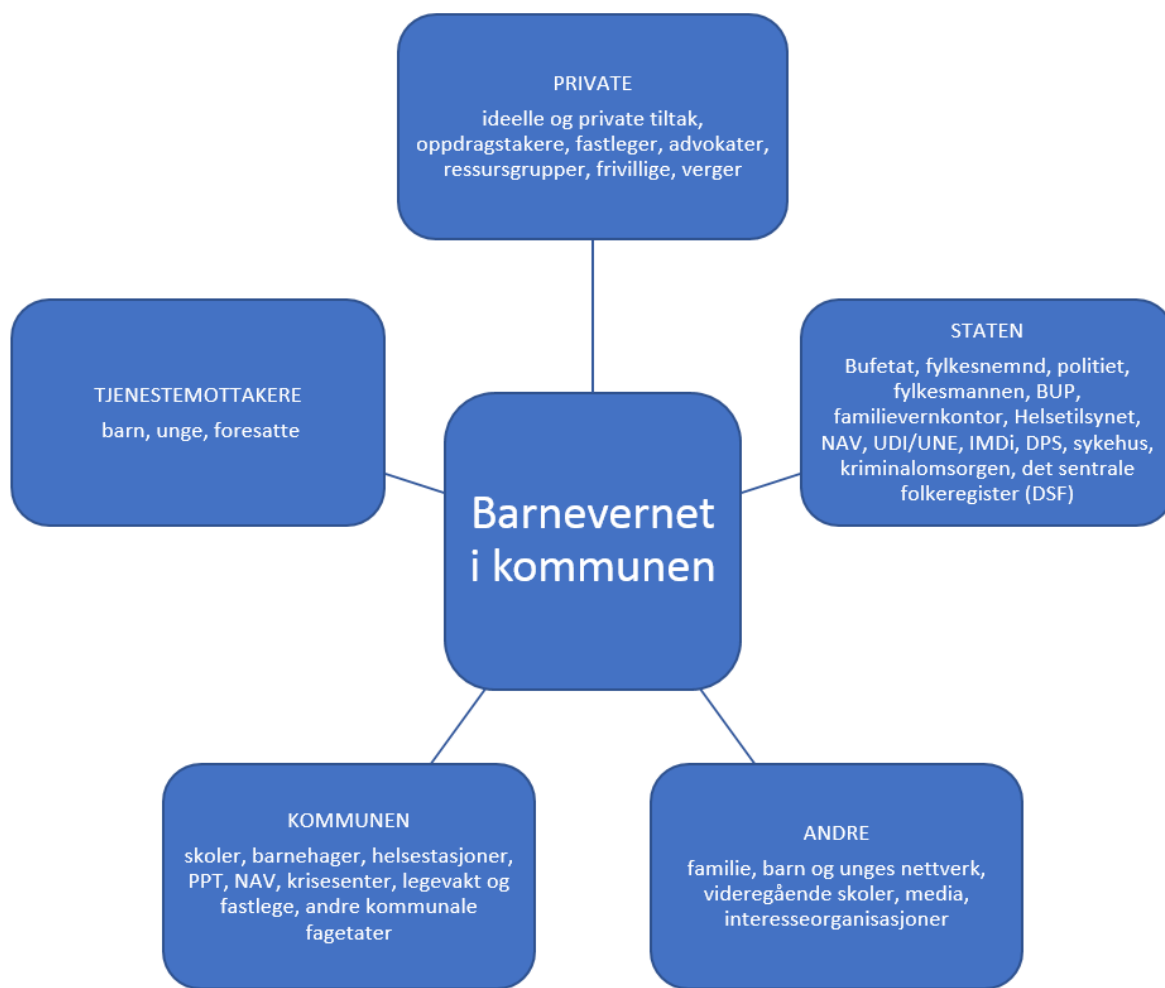 PRIVATE
ideelle og private tiltak,
oppdragstakere, fastleger, advokater,
ressursgrupper, frivillige, verger
TJENESTEMOTTAKERE
barn, unge, foresatte
STATEN
Bufetat, fylkesnemnd, politiet,
fylkesmannen, BUP,
familievernkontor, Helsetilsynet,
NAV, UDI/UNE, IMDi, DPS, sykehus,
kriminalomsorgen, det sentrale
folkeregister (DSF)
Barnevernet
i kommunen
KOMMUNEN
skoler, barnehager, helsestasjoner,
PPT, NAV, krisesenter, legevakt og
fastlege, andre kommunale
fagetater
ANDRE
familie, barn og unges nettverk,
videregående skoler, media,
interesseorganisasjoner